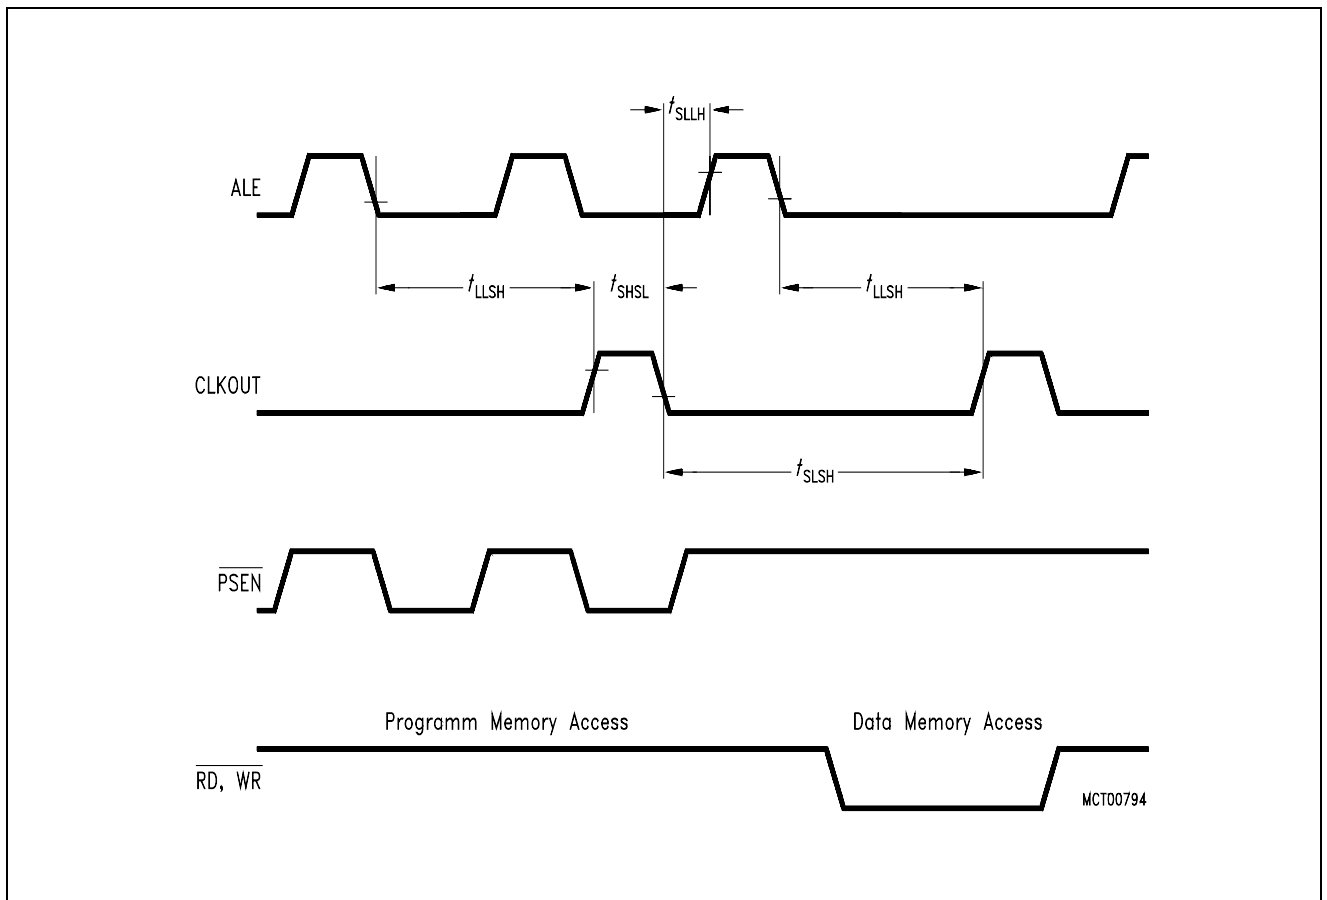 tSLLH
ALE
tLLSH
tSHSL
tLLSH
CLKOUT
tSLSH
PSEN
Programm Memory Access
Data Memory Access
RD, WR
MCT00794